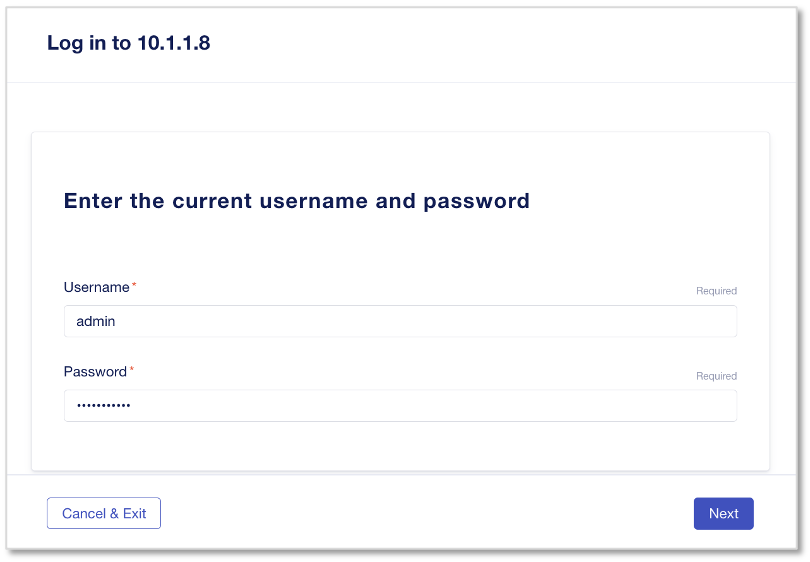 Log in to 10.1.1.8
Enter the current username and password
Username*
Required
admin
Password*
Required
•••••••••••
Cancel & Exit
Next